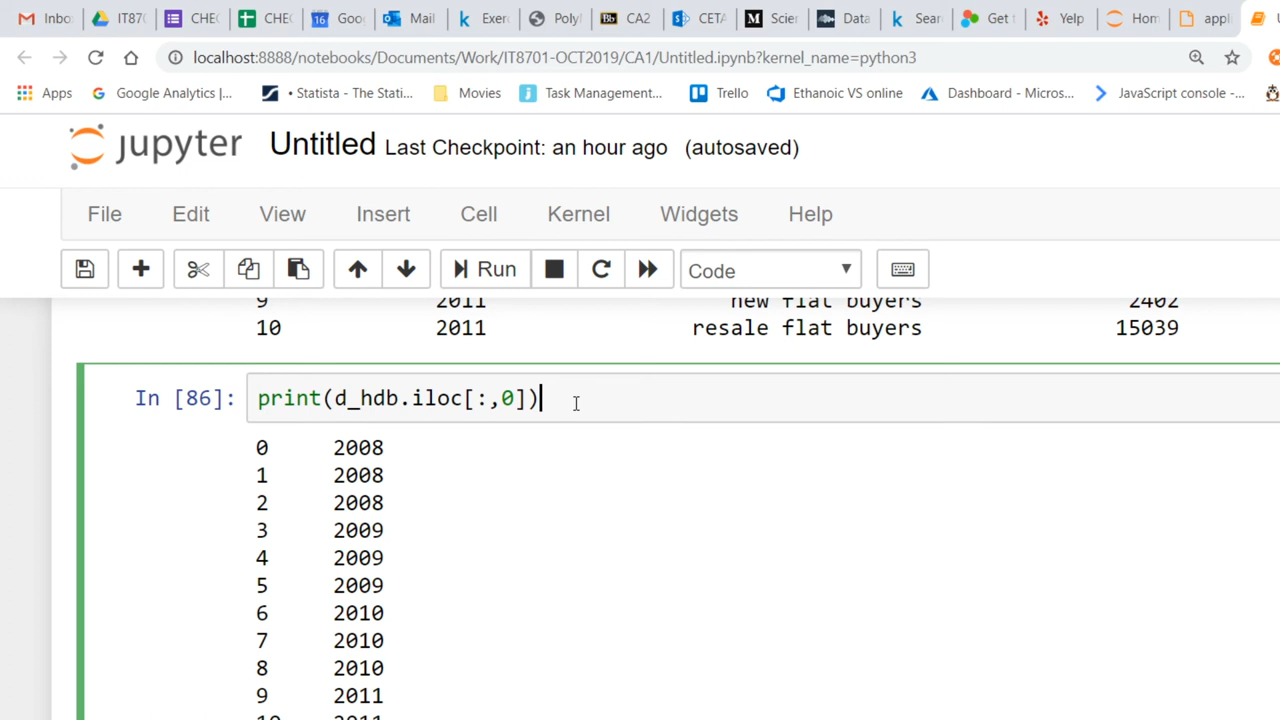 Inbo IT87( CHEC CHEC Goo Mail Exer Poly CA2 CETA Scien Data Sear Get t Yelp Hom appl
localhost:8888/notebooks/Documents/Work/IT8701-OCT2019/CA1/Untitled.ipynb?kernel_name=python3
Apps Google Analytics |... • Statista - The Stati... Movies Task Management... Trello Ethanoic VS online Dashboard - Micros... JavaScript console -...
jupyter Untitled Last Checkpoint: an hour ago (autosaved)
File Edit View Insert Cell Kernel Widgets Help
Run Code
9 2011 new flat buyers 2402
10 2011 resale flat buyers 15039
In [86]: print(d_hdb.iloc[:,0])
0 2008
1 2008
2 2008
3 2009
4 2009
5 2009
6 2010
7 2010
8 2010
9 2011
10 2011